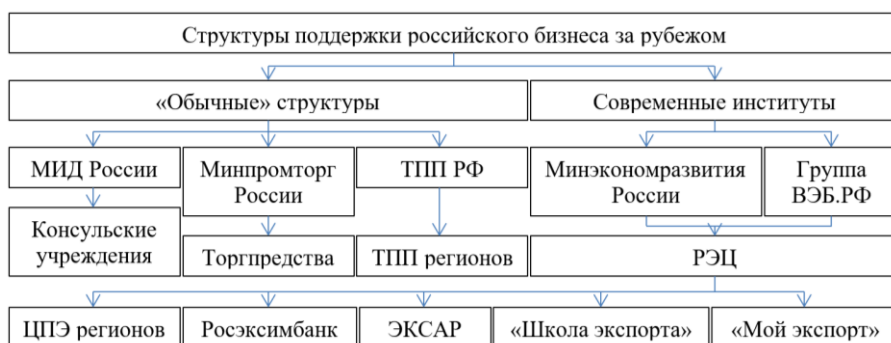 Структуры поддержки российского бизнеса за рубежом
«Обычные» структуры
Современные институты
МИД России
Минпромторг
России
ТПП РФ
Минэкономразвития
России
Группа
ВЭБ.РФ
Консульские
учреждения
Торгпредства
ТПП регионов
РЭЦ
ЦПЭ регионов
Росэксимбанк
ЭКСАР
«Школа экспорта»
«Мой экспорт»